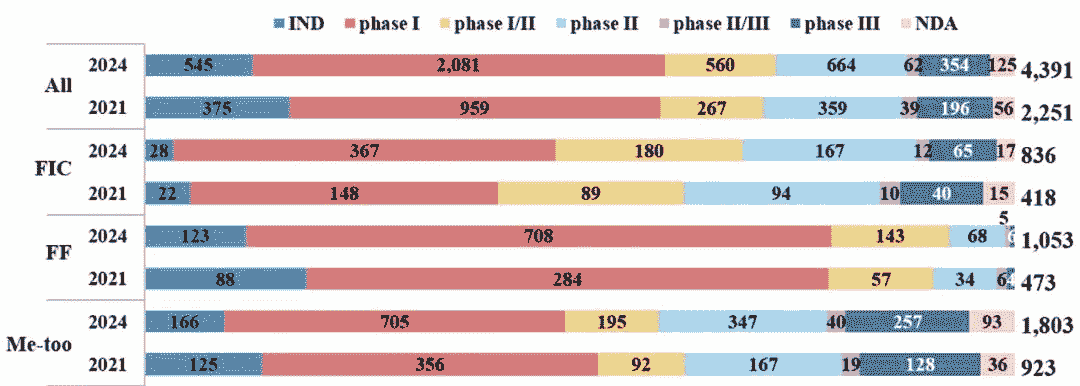 IND phase I phase I/II phase II phase II/III phase III NDA
All
2024 545 2,081 560 664 62 354 125 4,391
2021 375 959 267 359 39 196 56 2,251
FIC
2024 28 367 180 167 12 65 17 836
2021 22 148 89 94 10 40 15 418
FF
5
2024 123 708 143 68 6 1,053
2021 88 284 57 34 6 473
Me-too
2024 166 705 195 347 40 257 93 1,803
2021 125 356 92 167 19 128 36 923